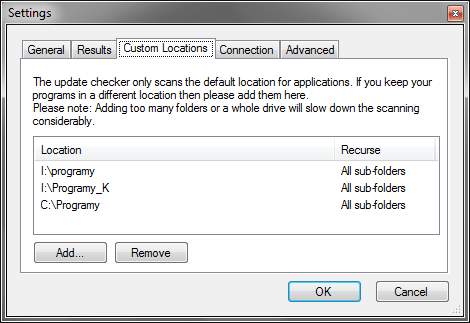 Settings
General Results Custom Locations Connection Advanced
The update checker only scans the default location for applications. If you keep your
programs in a different location then please add them here.
Please note: Adding too many folders or a whole drive will slow down the scanning
considerably.
Location Recurse
I:\programy All sub-folders
I:\Programy_K All sub-folders
C:\Programy All sub-folders
Add... Remove
OK Cancel